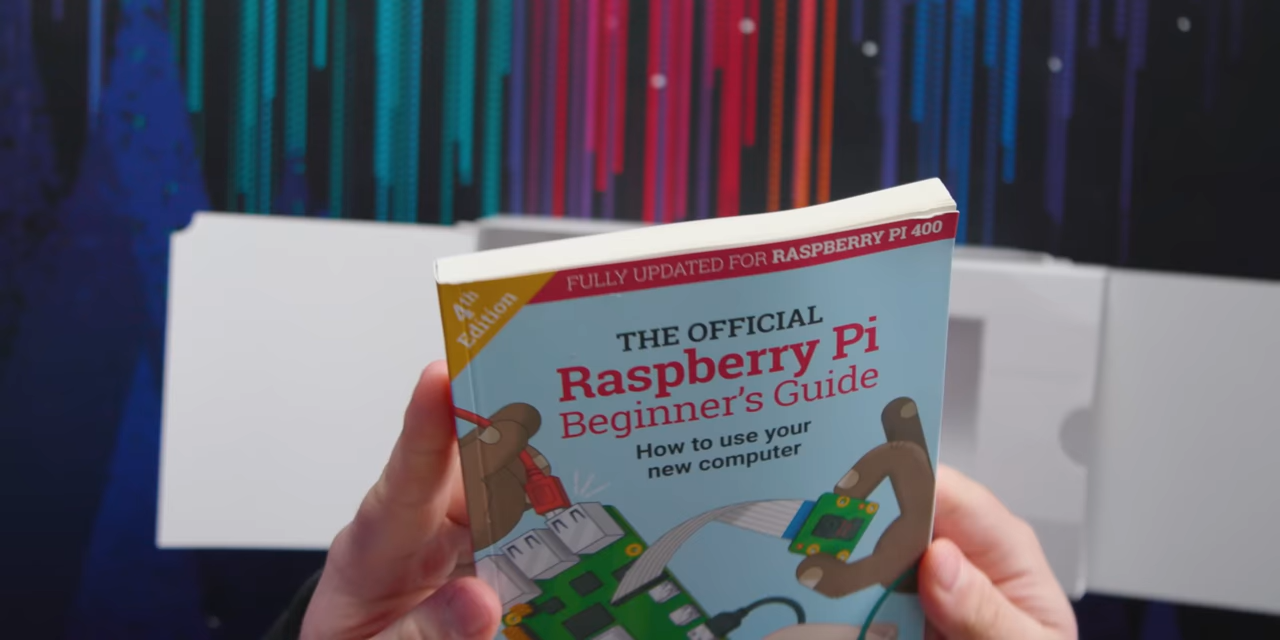 FULLY UPDATED FOR RASPBERRY PI 400
4th
Edition
THE OFFICIAL
Raspberry Pi
Beginner's Guide
How to use your
new computer